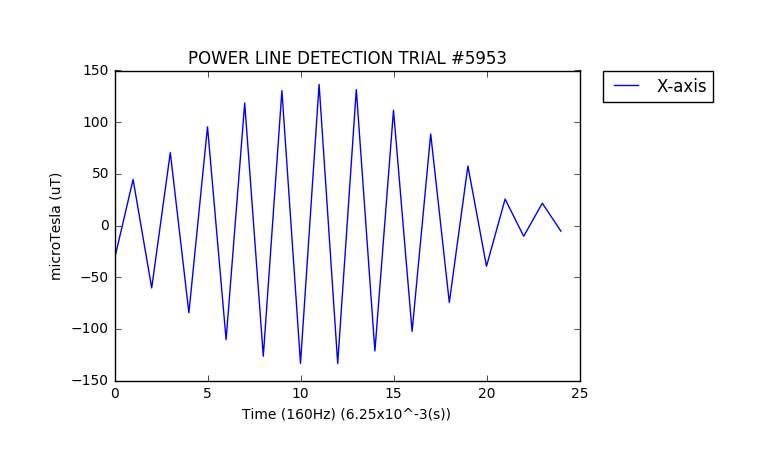 POWER LINE DETECTION TRIAL #5953
X-axis
microTesla (uT)
150
100
50
0
−50
−100
−150
0 5 10 15 20 25
Time (160Hz) (6.25x10^-3(s))